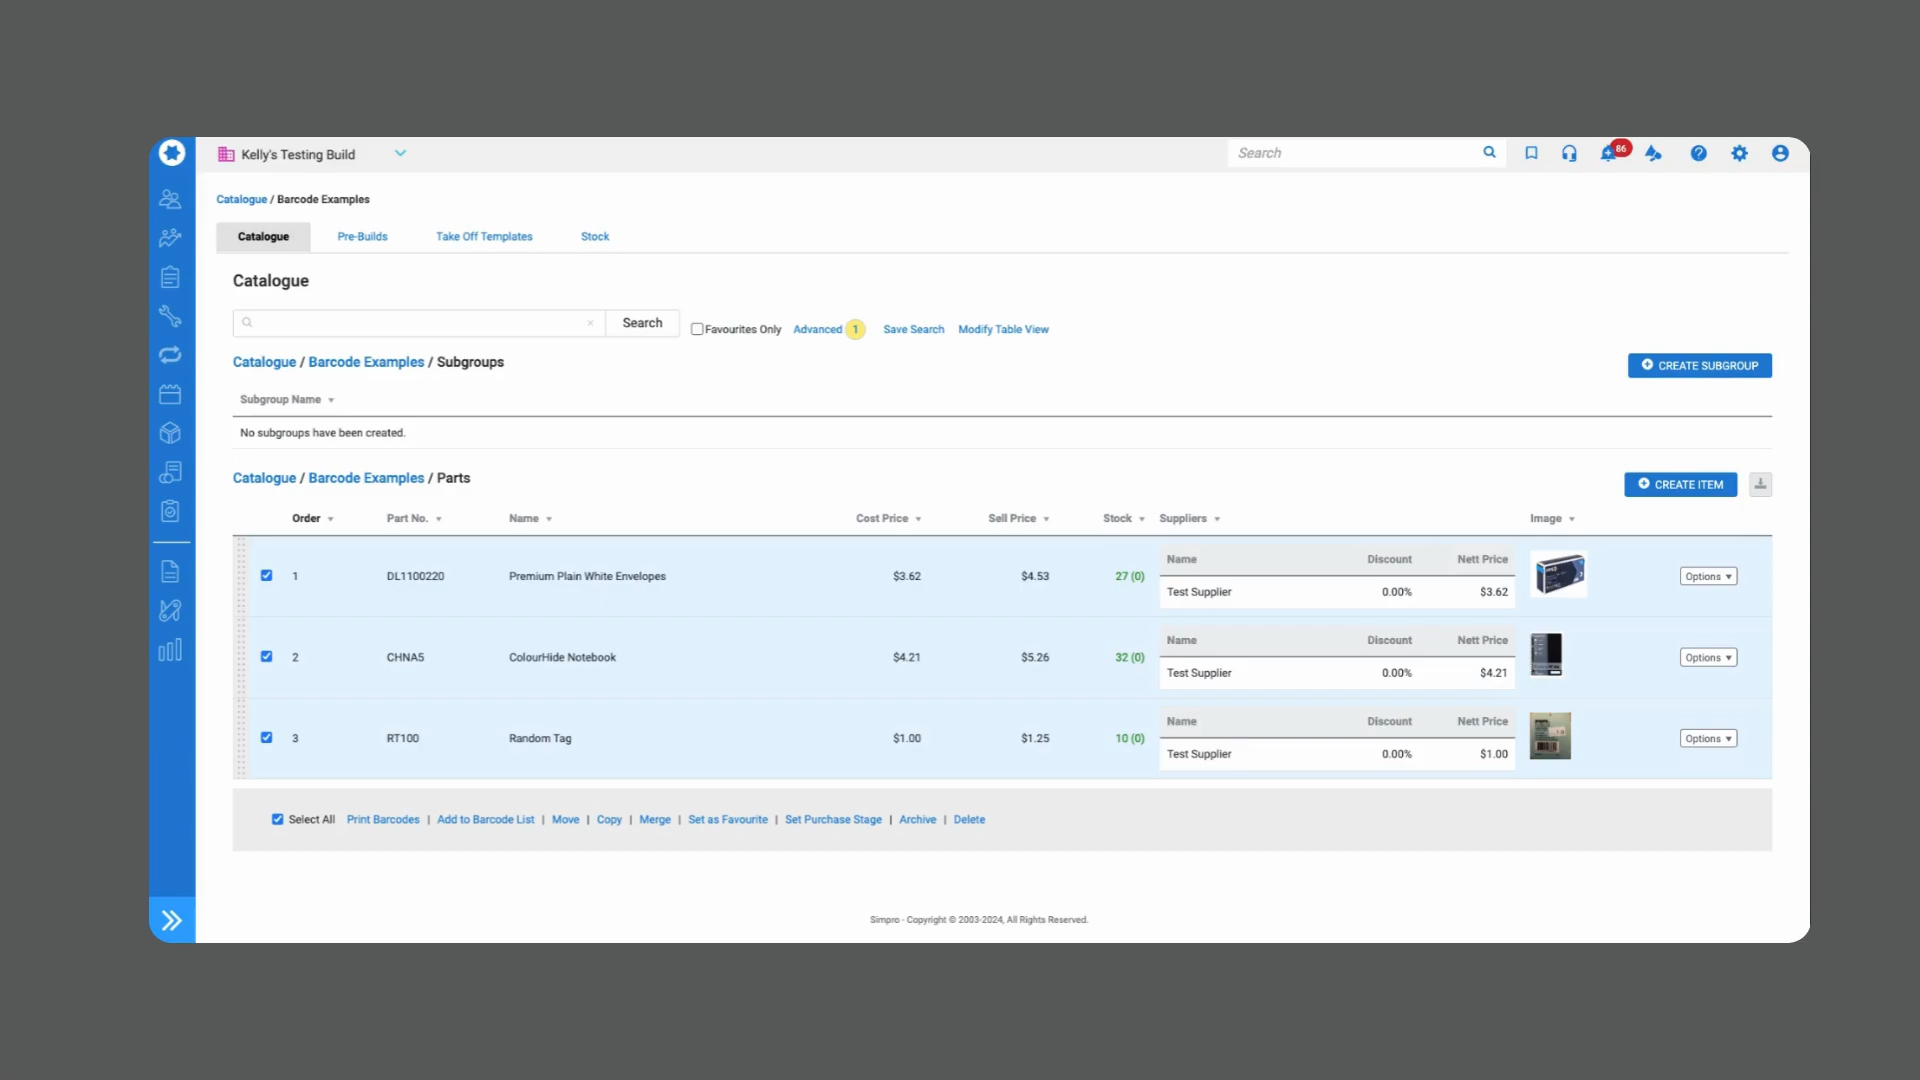 Kelly's Testing Build
Search
86
Catalogue / Barcode Examples
Catalogue Pre-Builds Take Off Templates Stock
Catalogue
Search Favourites Only Advanced 1 Save Search Modify Table View
Catalogue / Barcode Examples / Subgroups
CREATE SUBGROUP
Subgroup Name
No subgroups have been created.
Catalogue / Barcode Examples / Parts
CREATE ITEM
Order Part No. Name Cost Price Sell Price Stock Suppliers Image
Name Discount Nett Price
1 DL1100220 Premium Plain White Envelopes $3.62 $4.53 27 (0) Options
Test Supplier 0.00% $3.62
Name Discount Nett Price
2 CHNA5 ColourHide Notebook $4.21 $5.26 32 (0) Options
Test Supplier 0.00% $4.21
Name Discount Nett Price
3 RT100 Random Tag $1.00 $1.25 10 (0) Options
Test Supplier 0.00% $1.00
Select All Print Barcodes | Add to Barcode List | Move | Copy | Merge | Set as Favourite | Set Purchase Stage | Archive | Delete
Simpro - Copyright © 2003-2024, All Rights Reserved.